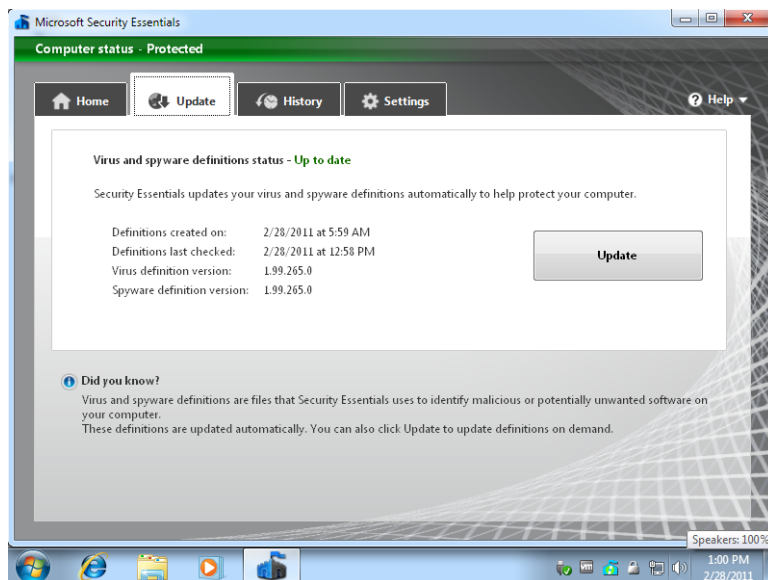 Microsoft Security Essentials
Computer status - Protected
Home
Update
History
Settings
Help
Virus and spyware definitions status - Up to date
Security Essentials updates your virus and spyware definitions automatically to help protect your computer.
Definitions created on: 2/28/2011 at 5:59 AM
Definitions last checked: 2/28/2011 at 12:58 PM
Virus definition version: 1.99.265.0
Spyware definition version: 1.99.265.0
Update
Did you know?
Virus and spyware definitions are files that Security Essentials uses to identify malicious or potentially unwanted software on
your computer.
These definitions are updated automatically. You can also click Update to update definitions on demand.
Speakers: 100%
1:00 PM
2/28/2011